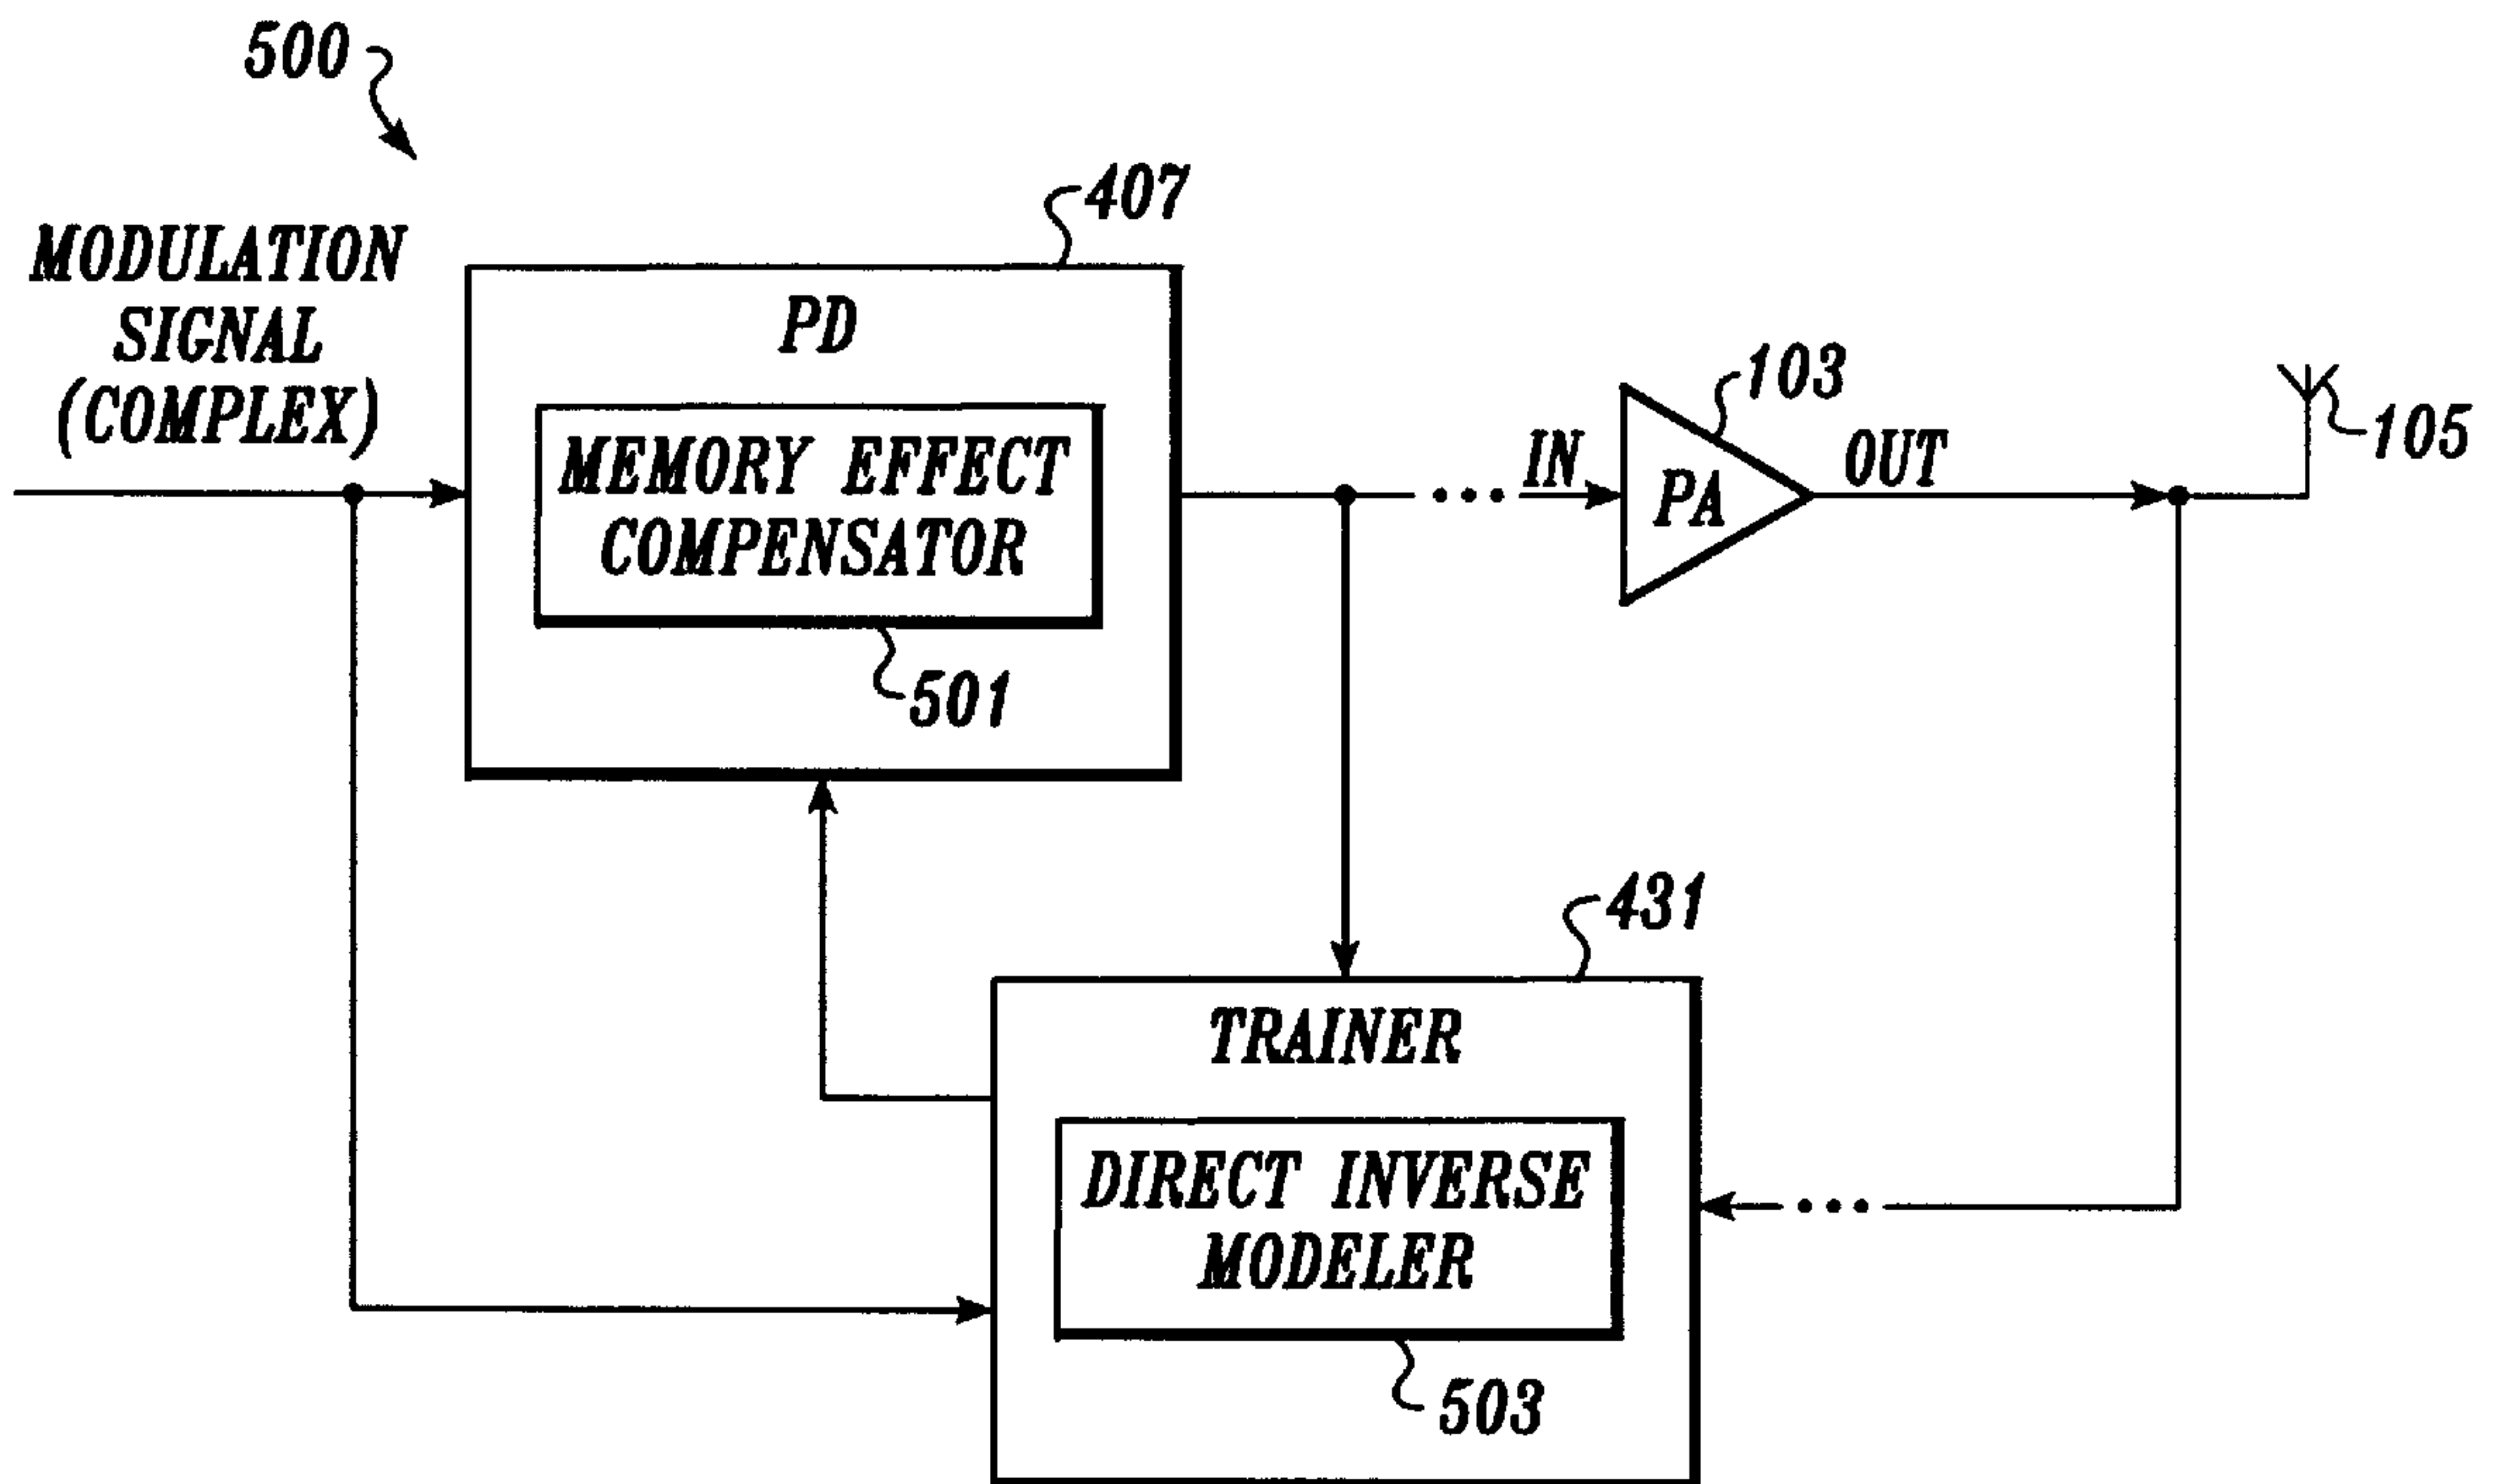 500
407
MODULATION
SIGNAL
(COMPLEX)
PD
MEMORY EFFECT
COMPENSATOR
501
IN
PA
103
OUT
105
431
TRAINER
DIRECT INVERSE
MODELER
503